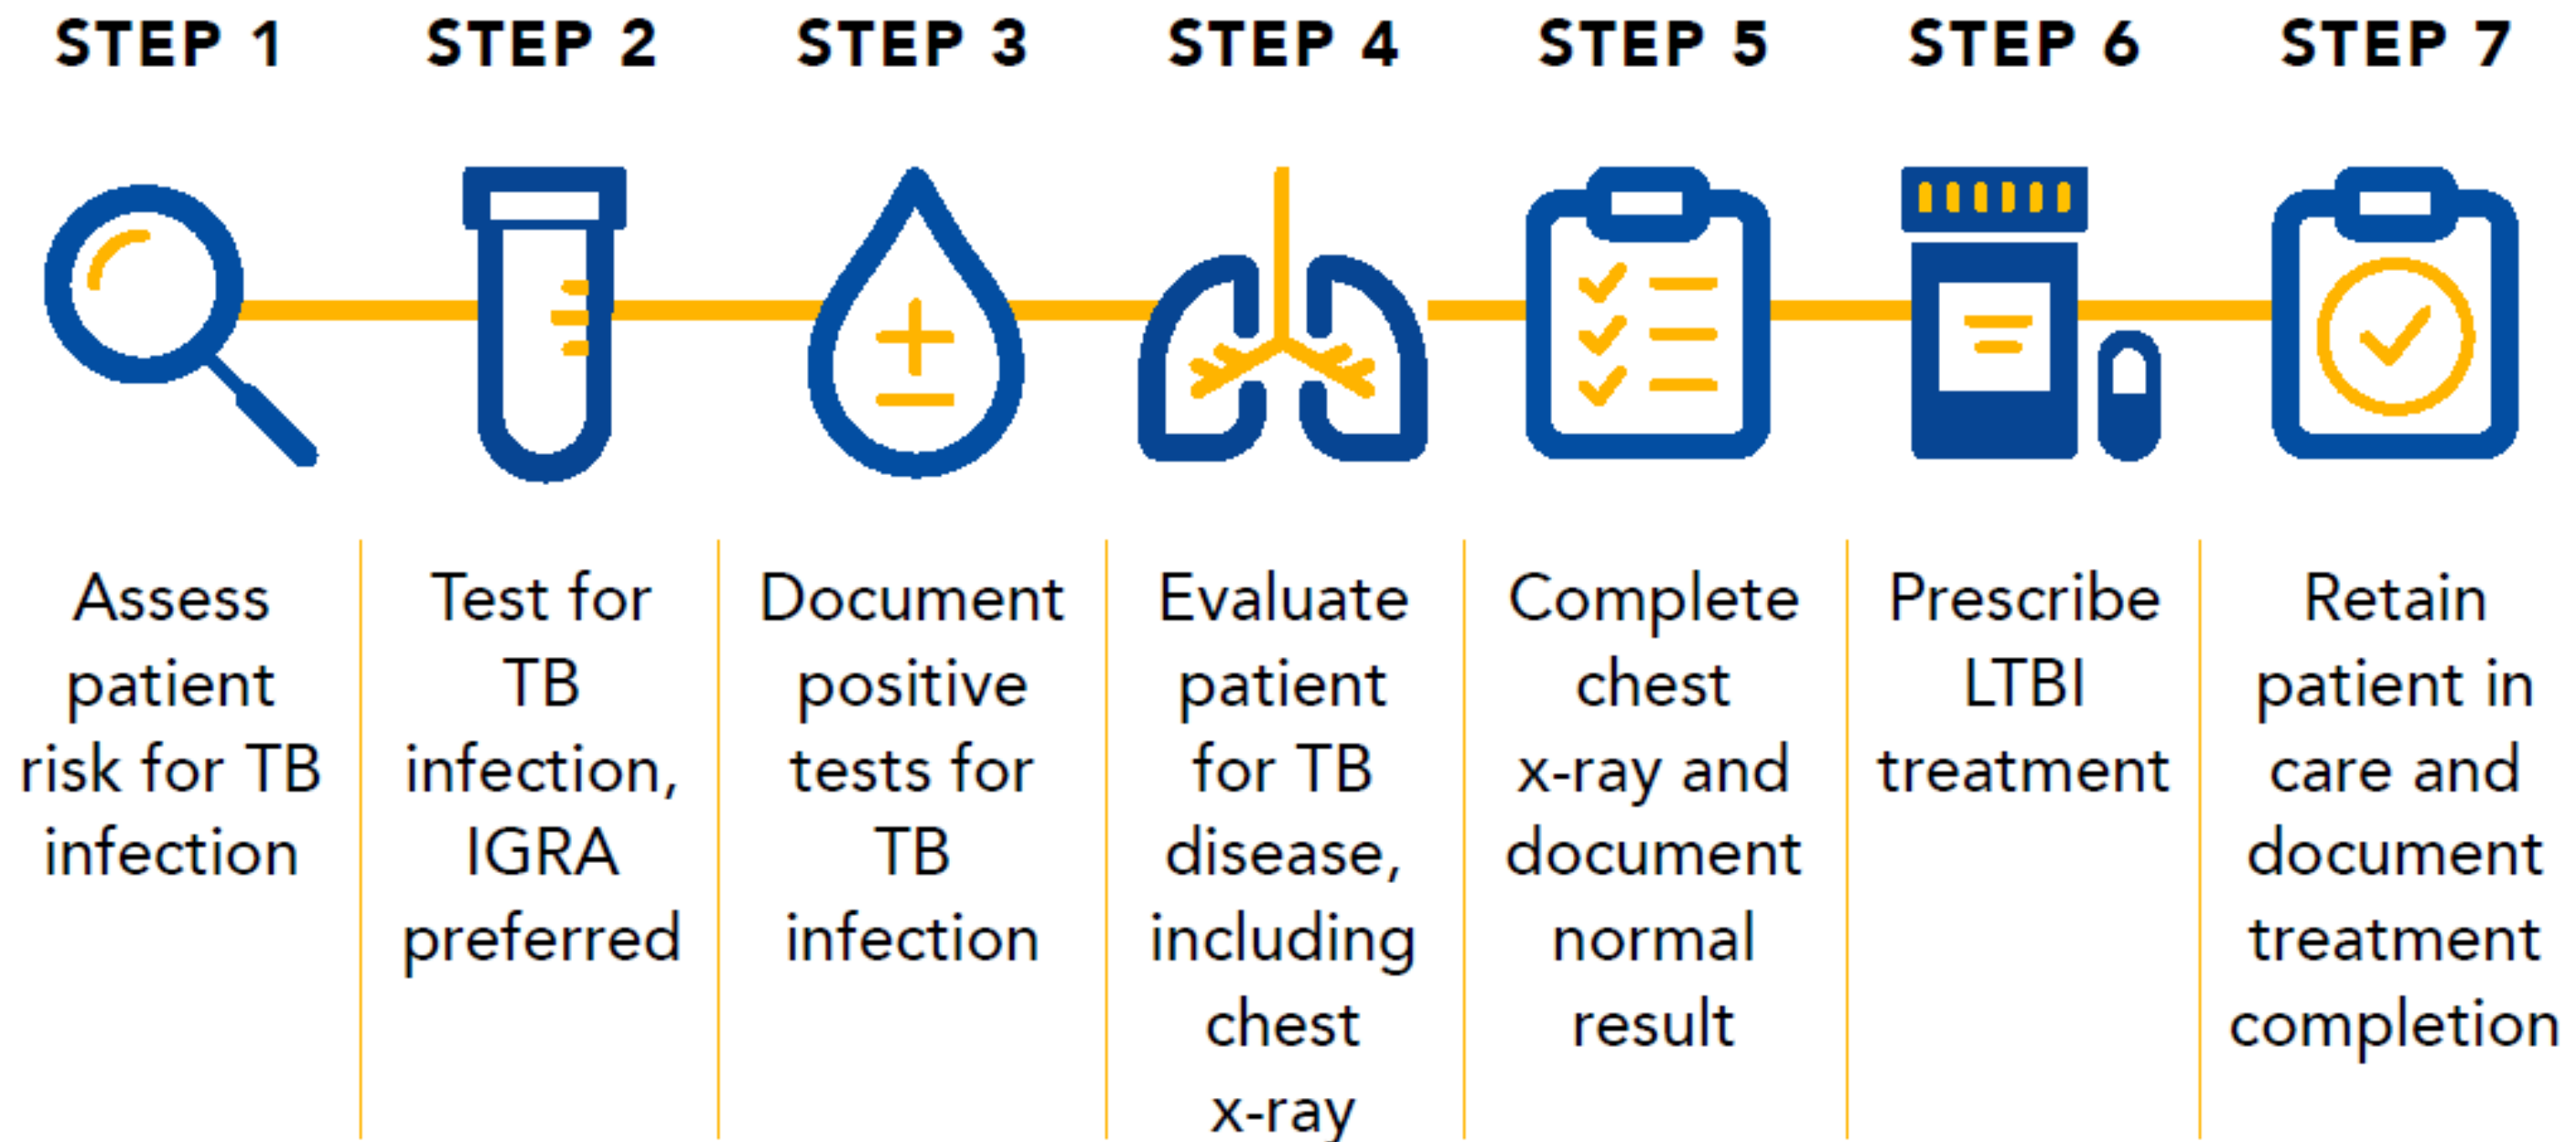 STEP 1
STEP 2
STEP 3
STEP 4
STEP 5
STEP 6
STEP 7
Assess
patient
risk for TB
infection
Test for
TB
infection,
IGRA
preferred
Document
positive
tests for
TB
infection
Evaluate
patient
for TB
disease,
including
chest
x-ray
Complete
chest
x-ray and
document
normal
result
Prescribe
LTBI
treatment
Retain
patient in
care and
document
treatment
completion